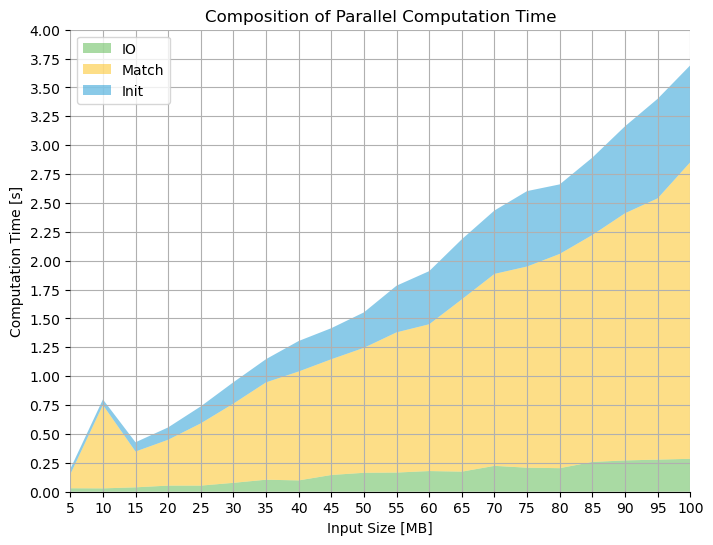 Composition of Parallel Computation Time
IO
Match
Init
4.00
3.75
3.50
3.25
3.00
2.75
2.50
2.25
2.00
1.75
1.50
1.25
1.00
0.75
0.50
0.25
0.00
Computation Time [s]
5 10 15 20 25 30 35 40 45 50 55 60 65 70 75 80 85 90 95 100
Input Size [MB]